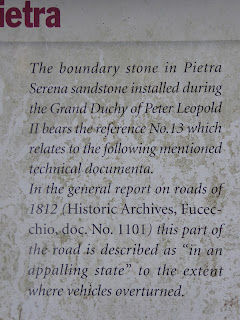 ietra
The boundary stone in Pietra
Serena sandstone installed during
the Grand Duchy of Peter Leopold
II bears the reference No.13 which
relates to the following mentioned
technical documenta.
In the general report on roads of
1812 (Historic Archives, Fucec-
chio, doc. No. 1101) this part of
the road is described as “in an
appalling state” to the extent
where vehicles overturned.